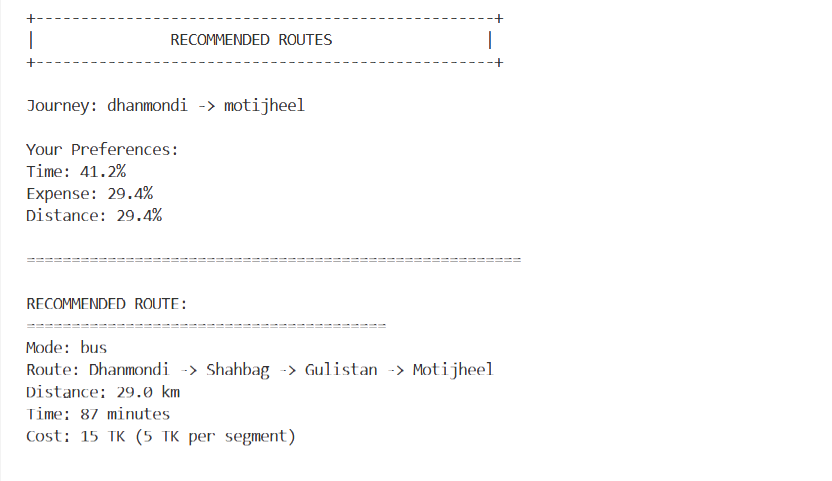 +---------------------------------------------------+
|               RECOMMENDED ROUTES                 |
+---------------------------------------------------+
Journey: dhanmondi -> motijheel
Your Preferences:
Time: 41.2%
Expense: 29.4%
Distance: 29.4%
=======================================================
RECOMMENDED ROUTE:
========================================
Mode: bus
Route: Dhanmondi -> Shahbag -> Gulistan -> Motijheel
Distance: 29.0 km
Time: 87 minutes
Cost: 15 TK (5 TK per segment)